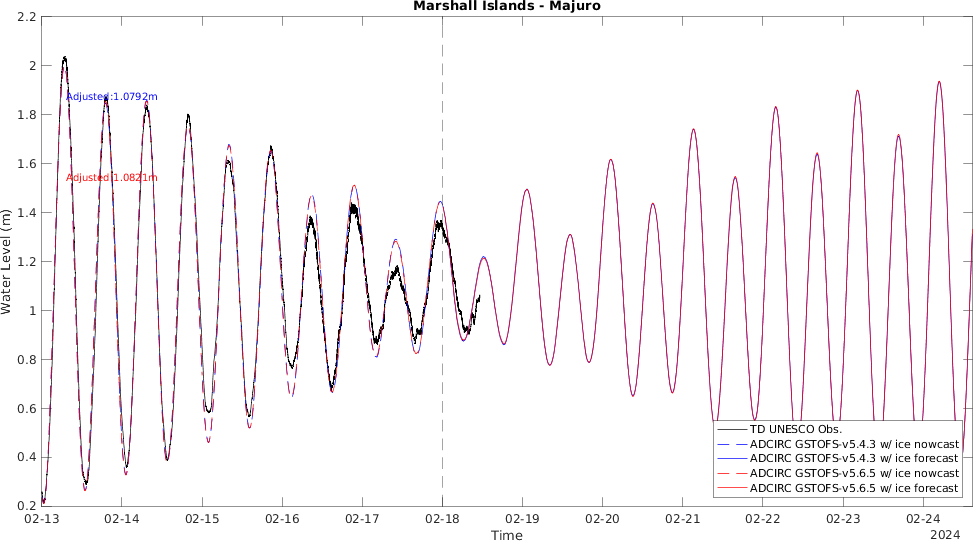 Marshall Islands - Majuro
2.2
2
1.8
1.6
1.4
1.2
1
0.8
0.6
0.4
0.2
Water Level (m)
Adjusted:1.0792m
Adjusted:1.0821m
TD UNESCO Obs.
ADCIRC GSTOFS-v5.4.3 w/ ice nowcast
ADCIRC GSTOFS-v5.4.3 w/ ice forecast
ADCIRC GSTOFS-v5.6.5 w/ ice nowcast
ADCIRC GSTOFS-v5.6.5 w/ ice forecast
02-13 02-14 02-15 02-16 02-17 02-18 02-19 02-20 02-21 02-22 02-23 02-24
2024
Time